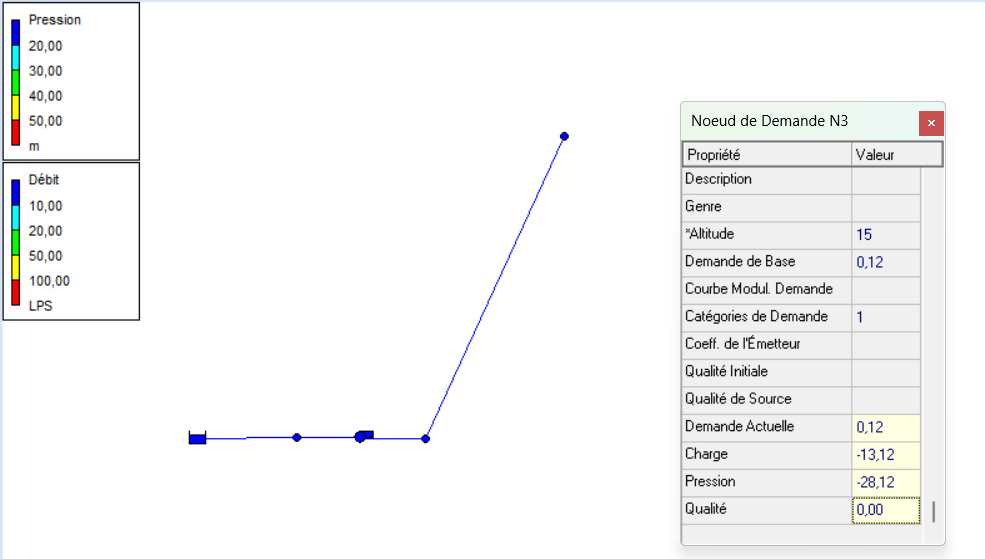 Pression
20,00
30,00
40,00
50,00
m
Débit
10,00
20,00
50,00
100,00
LPS
Noeud de Demande N3
×
Propriété Valeur
Description
Genre
*Altitude 15
Demande de Base 0,12
Courbe Modul. Demande
Catégories de Demande 1
Coeff. de l'Émetteur
Qualité Initiale
Qualité de Source
Demande Actuelle 0,12
Charge -13,12
Pression -28,12
Qualité 0,00